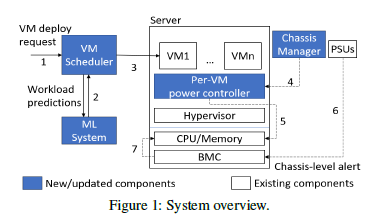 Server
VM deploy
request
1
VM
Scheduler
3
VM1
...
VMn
Chassis
Manager
PSUs
Per-VM
power controller
4
Workload
predictions
2
5
6
Hypervisor
ML
System
7
CPU/Memory
BMC
Chassis-level alert
New/updated components
Existing components
Figure 1: System overview.